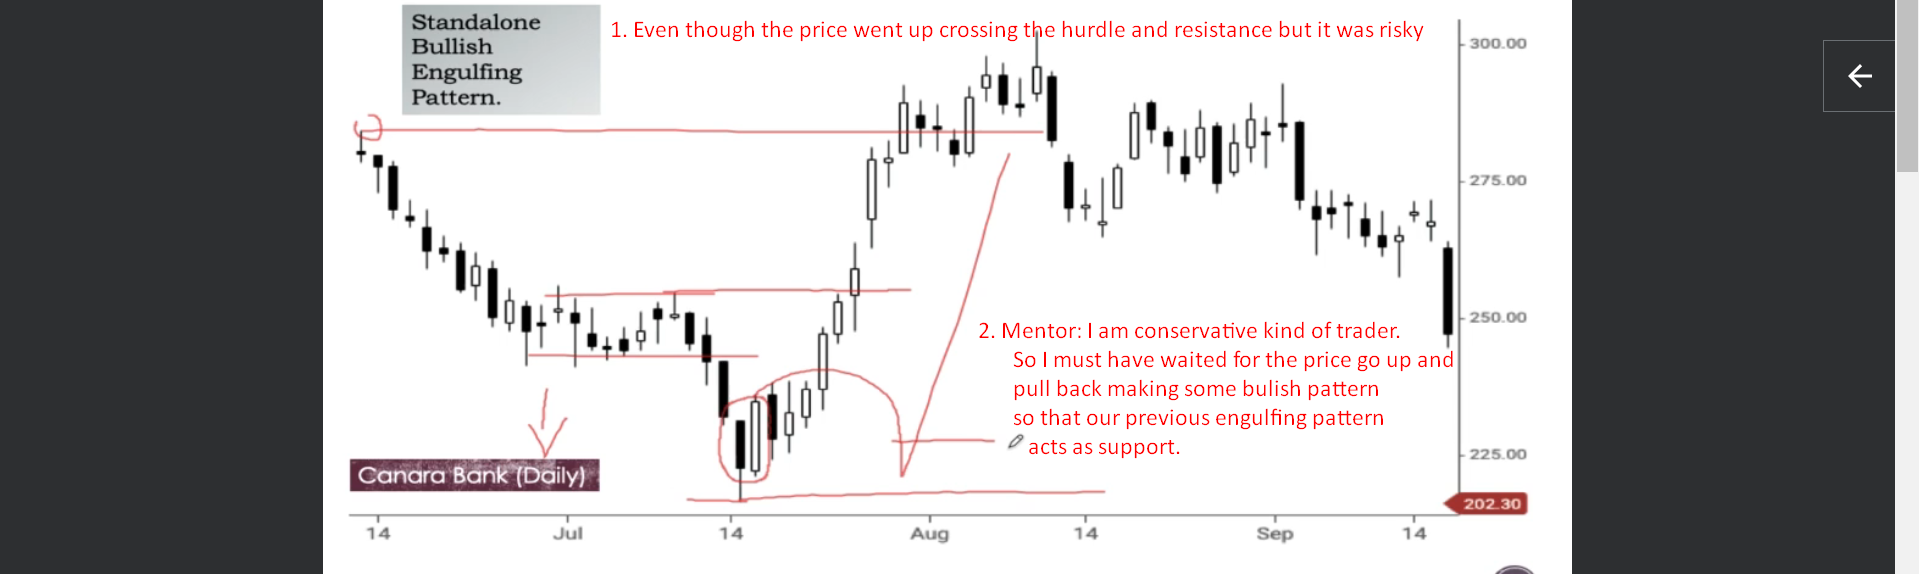 Standalone
Bullish
Engulfing
Pattern.
1. Even though the price went up crossing the hurdle and resistance but it was risky
300.00
275.00
250.00
225.00
202.30
2. Mentor: I am conservative kind of trader.
So I must have waited for the price go up and
pull back making some bulish pattern
so that our previous engulfing pattern
acts as support.
Canara Bank (Daily)
14 Jul 14 Aug 14 Sep 14